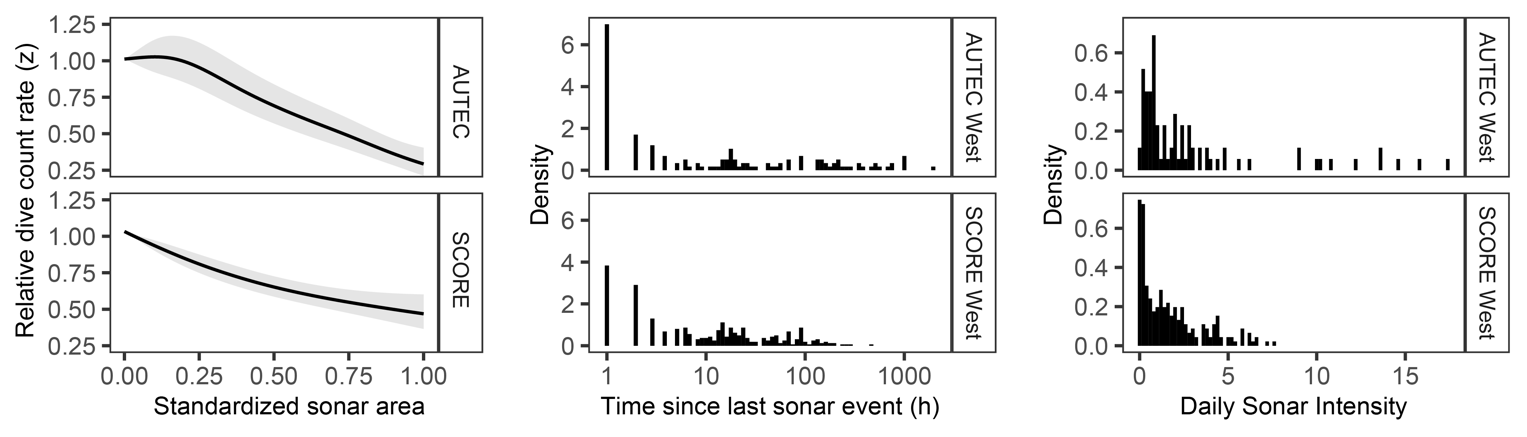 Relative dive count rate (z)
1.25
1.00
0.75
0.50
0.25
AUTEC
1.25
1.00
0.75
0.50
0.25
SCORE
0.00 0.25 0.50 0.75 1.00
Standardized sonar area
Density
6
4
2
0
AUTEC West
6
4
2
0
SCORE West
1 10 100 1000
Time since last sonar event (h)
Density
0.6
0.4
0.2
0.0
AUTEC West
0.6
0.4
0.2
0.0
SCORE West
0 5 10 15
Daily Sonar Intensity